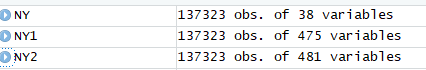 NY 137323 obs. of 38 variables
NY1 137323 obs. of 475 variables
NY2 137323 obs. of 481 variables